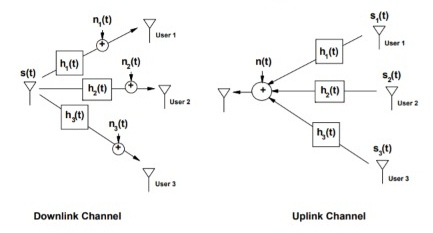 n₁(t)
User 1
h₁(t)
s(t)
n₂(t)
h₂(t)
User 2
h₃(t)
n₃(t)
User 3
Downlink Channel
s₁(t)
User 1
h₁(t)
n(t)
s₂(t)
h₂(t)
User 2
h₃(t)
s₃(t)
User 3
Uplink Channel